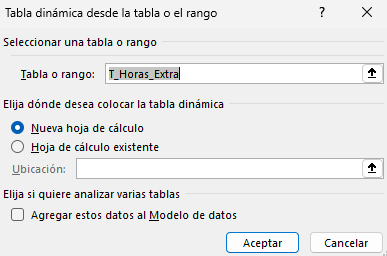 Tabla dinámica desde la tabla o el rango ? ×
Seleccionar una tabla o rango
Tabla o rango: T_Horas_Extra
Elija dónde desea colocar la tabla dinámica
Nueva hoja de cálculo
Hoja de cálculo existente
Ubicación:
Elija si quiere analizar varias tablas
Agregar estos datos al Modelo de datos
Aceptar Cancelar